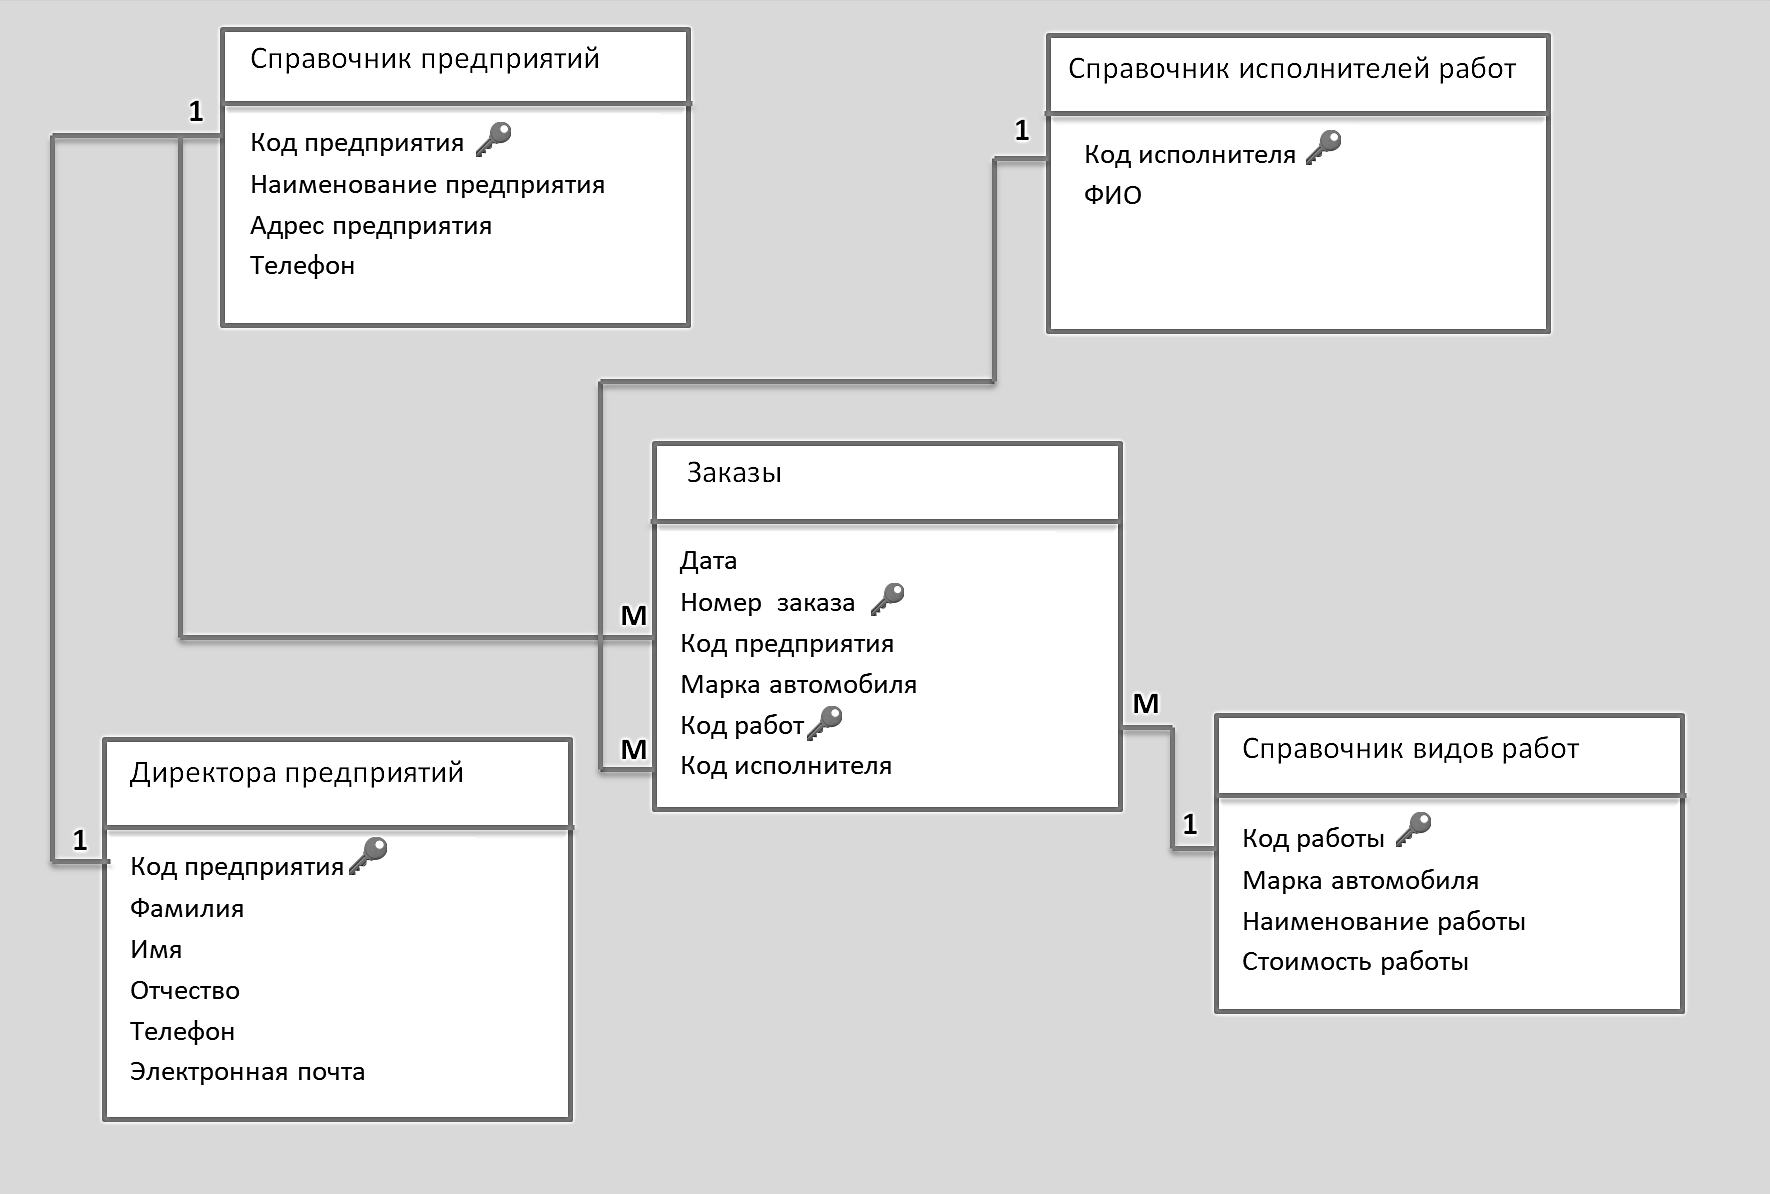 Справочник предприятий
1
Код предприятия
Наименование предприятия
Адрес предприятия
Телефон
Справочник исполнителей работ
1
Код исполнителя
ФИО
Заказы
Дата
М
Номер  заказа
Код предприятия
Марка автомобиля
Код работ
М
Код исполнителя
М
Директора предприятий
1
Код предприятия
Фамилия
Имя
Отчество
Телефон
Электронная почта
Справочник видов работ
1
Код работы
Марка автомобиля
Наименование работы
Стоимость работы